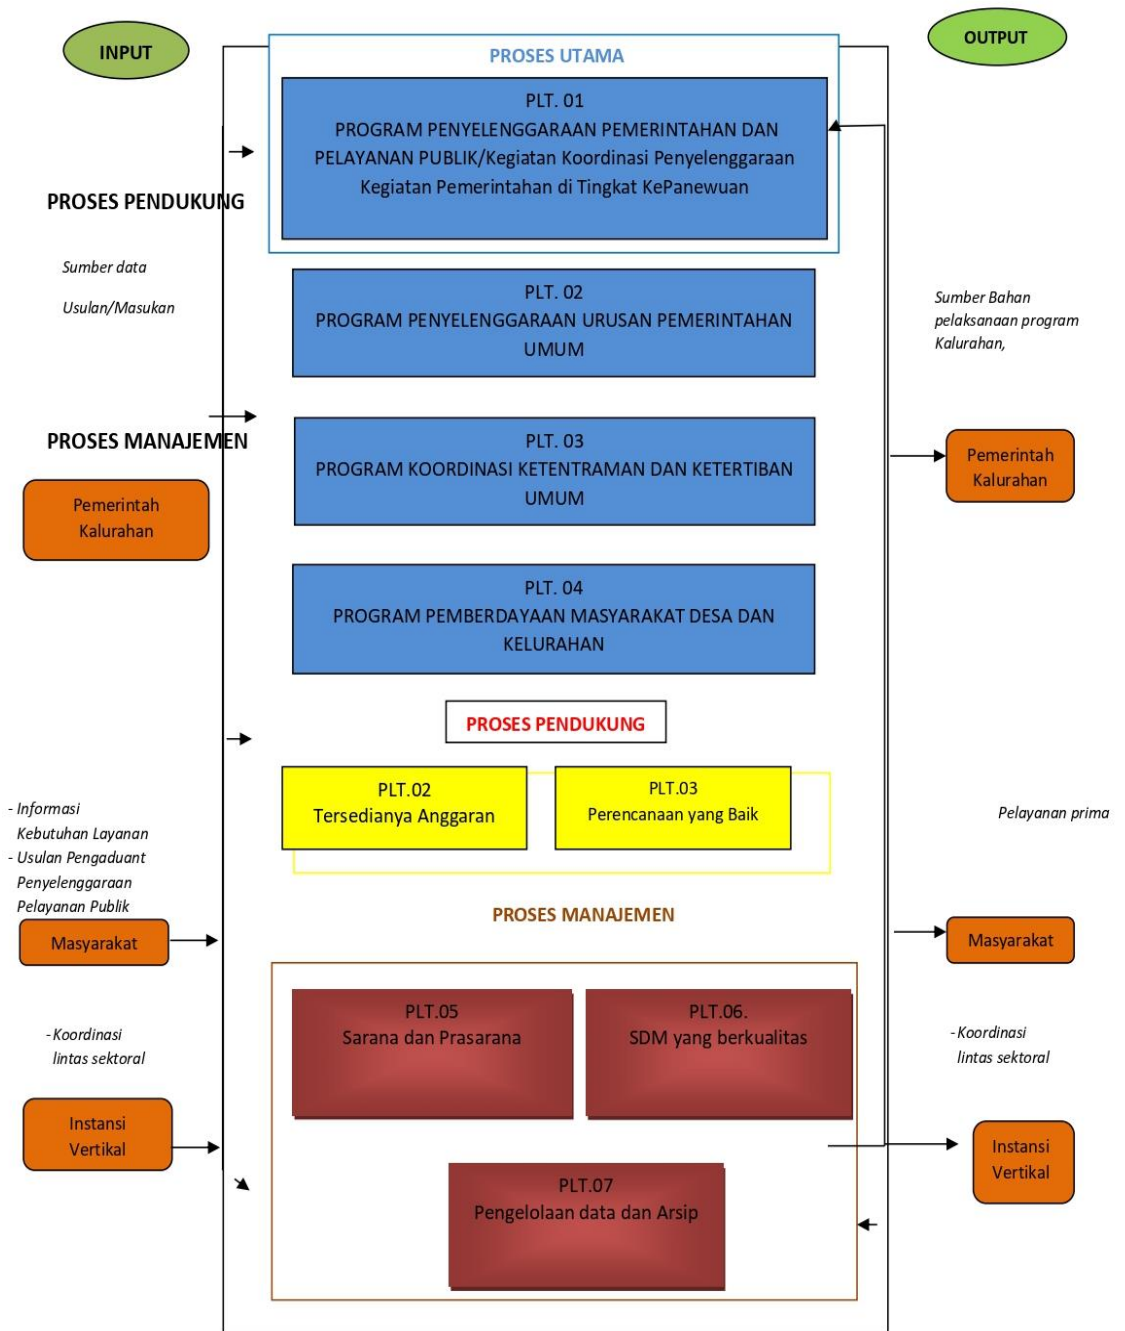 INPUT
OUTPUT
PROSES UTAMA
PLT. 01
PROGRAM PENYELENGGARAAN PEMERINTAHAN DAN
PELAYANAN PUBLIK/Kegiatan Koordinasi Penyelenggaraan
Kegiatan Pemerintahan di Tingkat KePanewuan
PROSES PENDUKUNG
Sumber data
Usulan/Masukan
PLT. 02
PROGRAM PENYELENGGARAAN URUSAN PEMERINTAHAN
UMUM
Sumber Bahan
pelaksanaan program
Kalurahan,
PROSES MANAJEMEN
Pemerintah
Kalurahan
PLT. 03
PROGRAM KOORDINASI KETENTRAMAN DAN KETERTIBAN
UMUM
Pemerintah
Kalurahan
PLT. 04
PROGRAM PEMBERDAYAAN MASYARAKAT DESA DAN
KELURAHAN
PROSES PENDUKUNG
PLT.02
Tersedianya Anggaran
PLT.03
Perencanaan yang Baik
- Informasi
Kebutuhan Layanan
- Usulan Pengaduant
Penyelenggaraan
Pelayanan Publik
Pelayanan prima
Masyarakat
PROSES MANAJEMEN
Masyarakat
- Koordinasi
lintas sektoral
PLT.05
Sarana dan Prasarana
PLT.06.
SDM yang berkualitas
- Koordinasi
lintas sektoral
Instansi
Vertikal
PLT.07
Pengelolaan data dan Arsip
Instansi
Vertikal